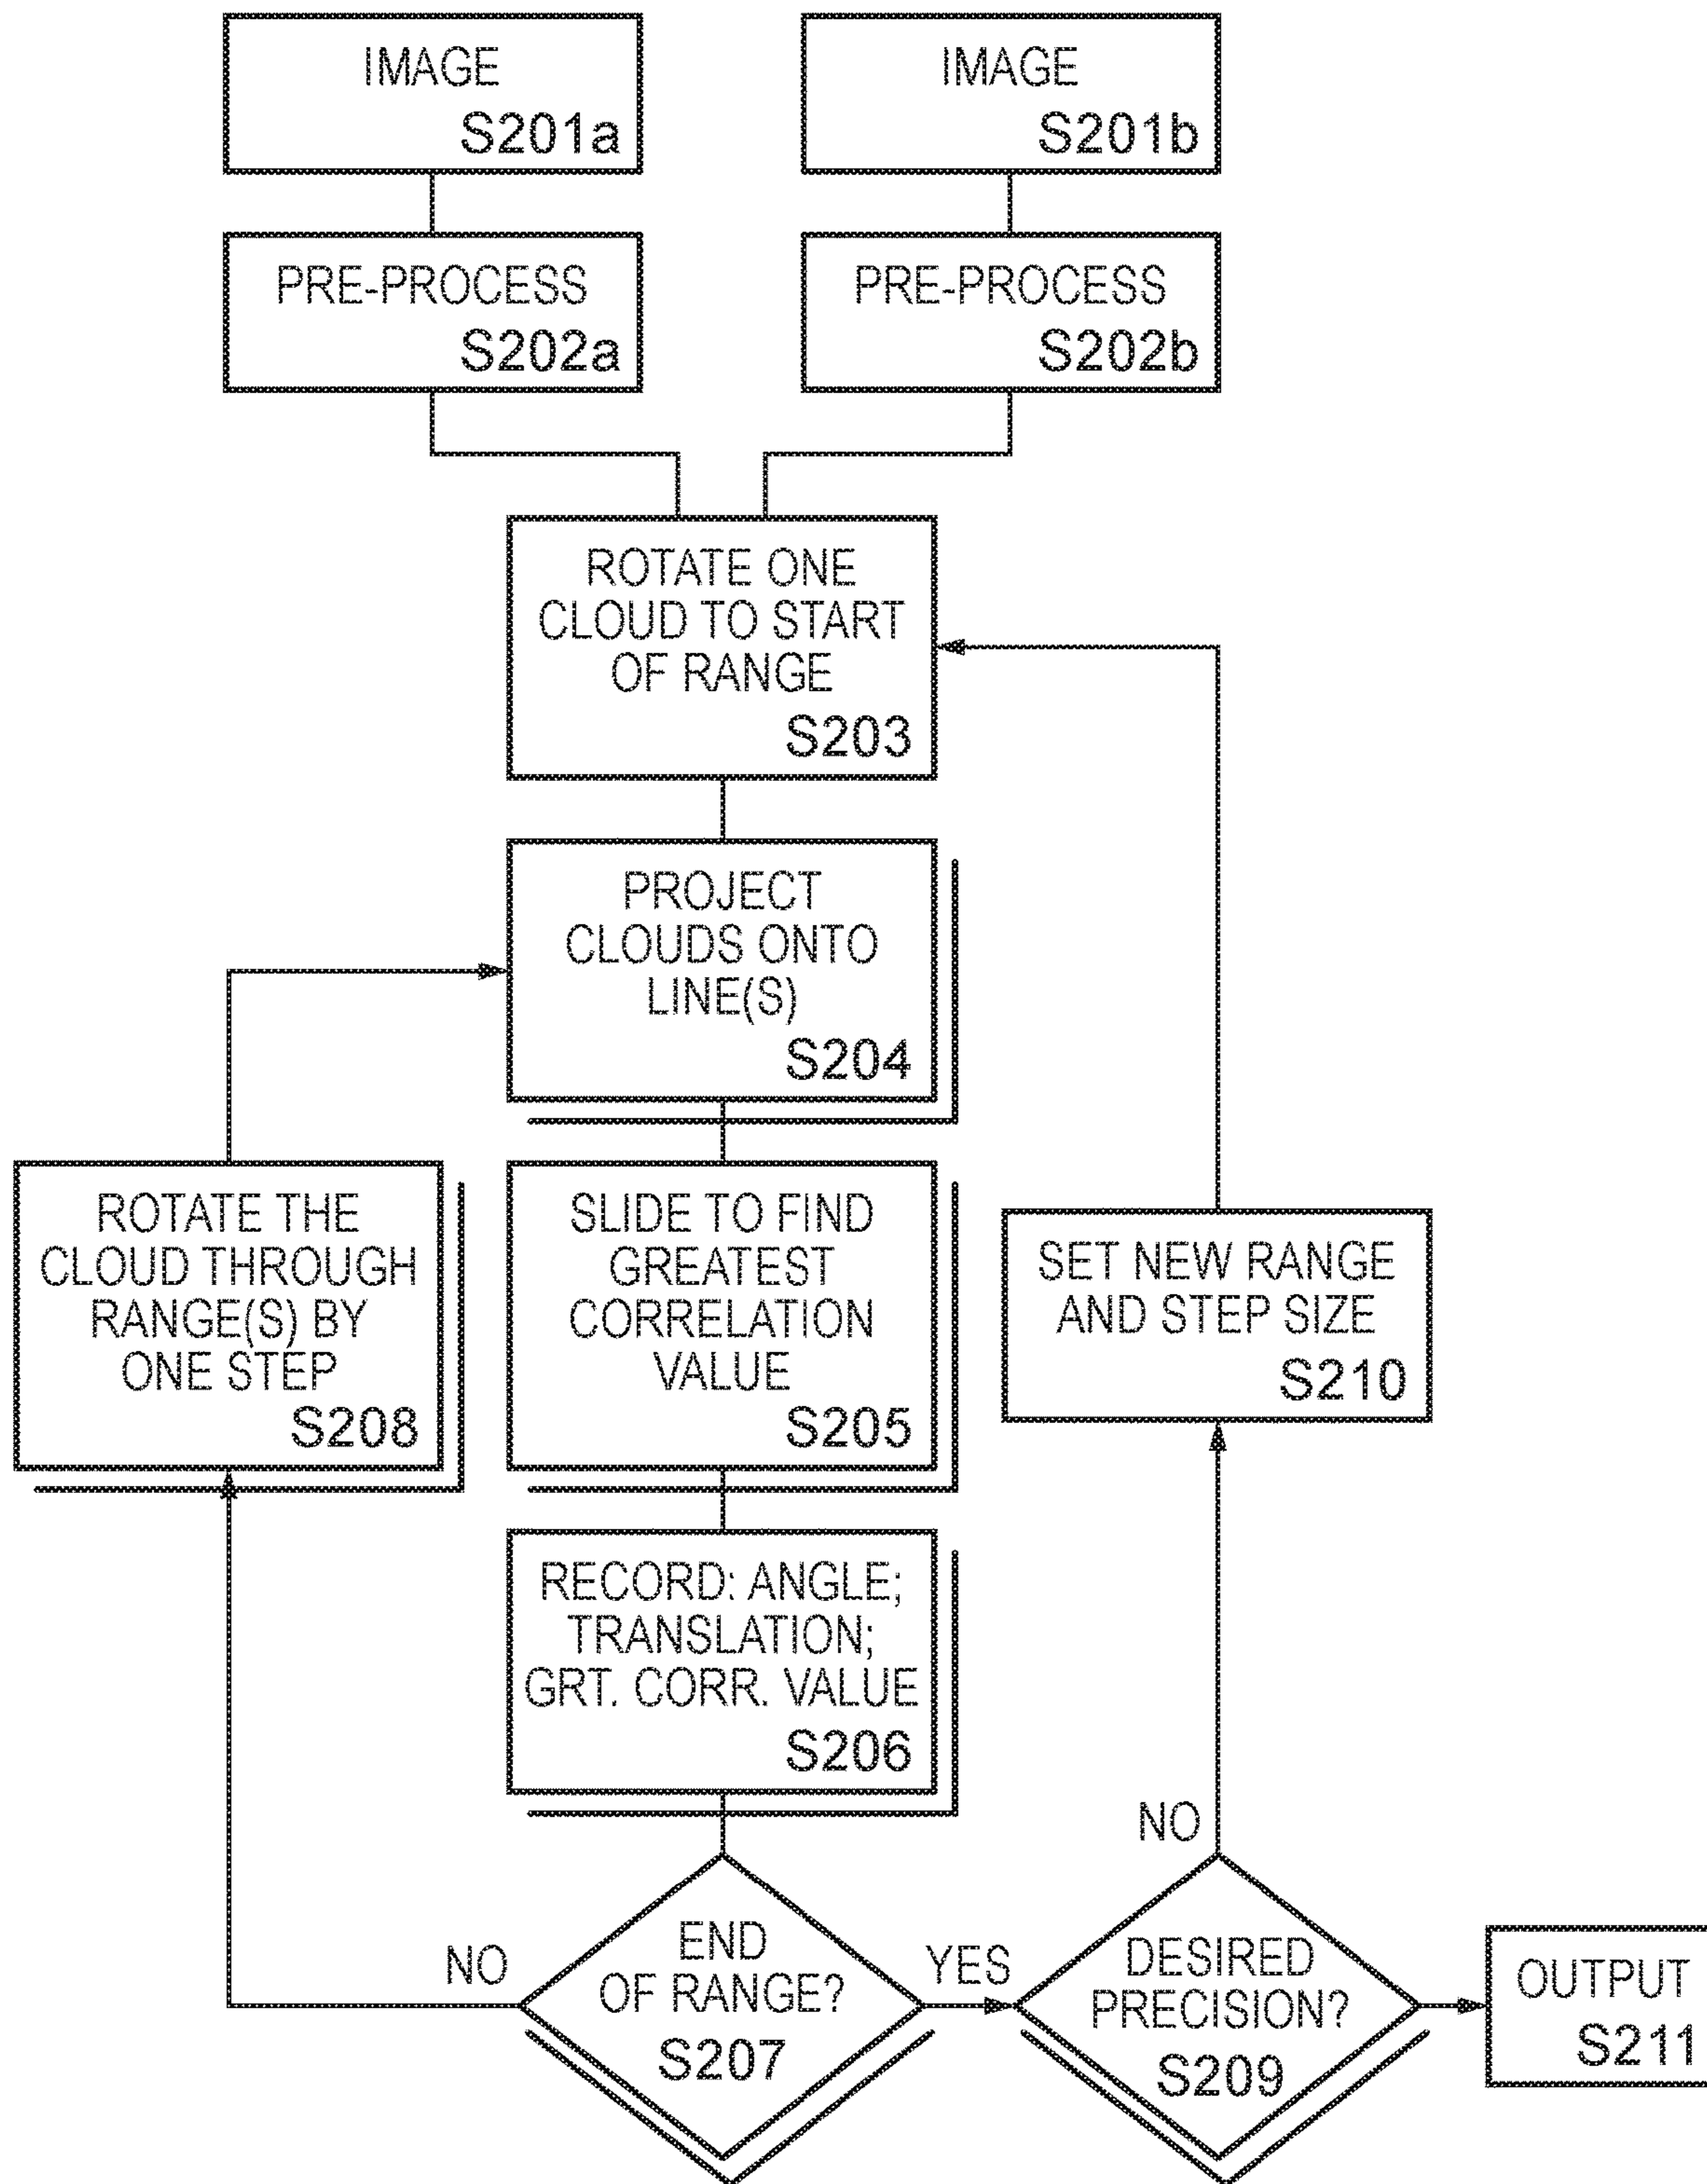 IMAGE
S201a
IMAGE
S201b
PRE-PROCESS
S202a
PRE-PROCESS
S202b
ROTATE ONE
CLOUD TO START
OF RANGE
S203
PROJECT
CLOUDS ONTO
LINE(S)
S204
ROTATE THE
CLOUD THROUGH
RANGE(S) BY
ONE STEP
S208
SLIDE TO FIND
GREATEST
CORRELATION
VALUE
S205
SET NEW RANGE
AND STEP SIZE
S210
RECORD: ANGLE;
TRANSLATION;
GRT. CORR. VALUE
S206
NO
END
OF RANGE?
S207
YES
NO
DESIRED
PRECISION?
S209
OUTPUT
S211